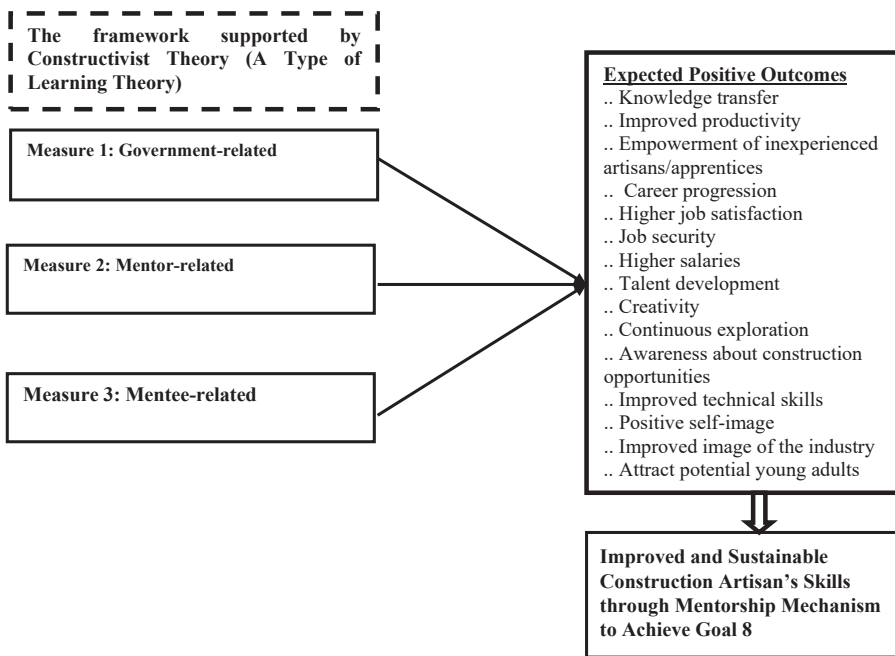 The framework supported by
Constructivist Theory (A Type of
Learning Theory)
Measure 1: Government-related
Measure 2: Mentor-related
Measure 3: Mentee-related
Expected Positive Outcomes
.. Knowledge transfer
.. Improved productivity
.. Empowerment of inexperienced
artisans/apprentices
.. Career progression
.. Higher job satisfaction
.. Job security
.. Higher salaries
.. Talent development
.. Creativity
.. Continuous exploration
.. Awareness about construction
opportunities
.. Improved technical skills
.. Positive self-image
.. Improved image of the industry
.. Attract potential young adults
Improved and Sustainable
Construction Artisan’s Skills
through Mentorship Mechanism
to Achieve Goal 8